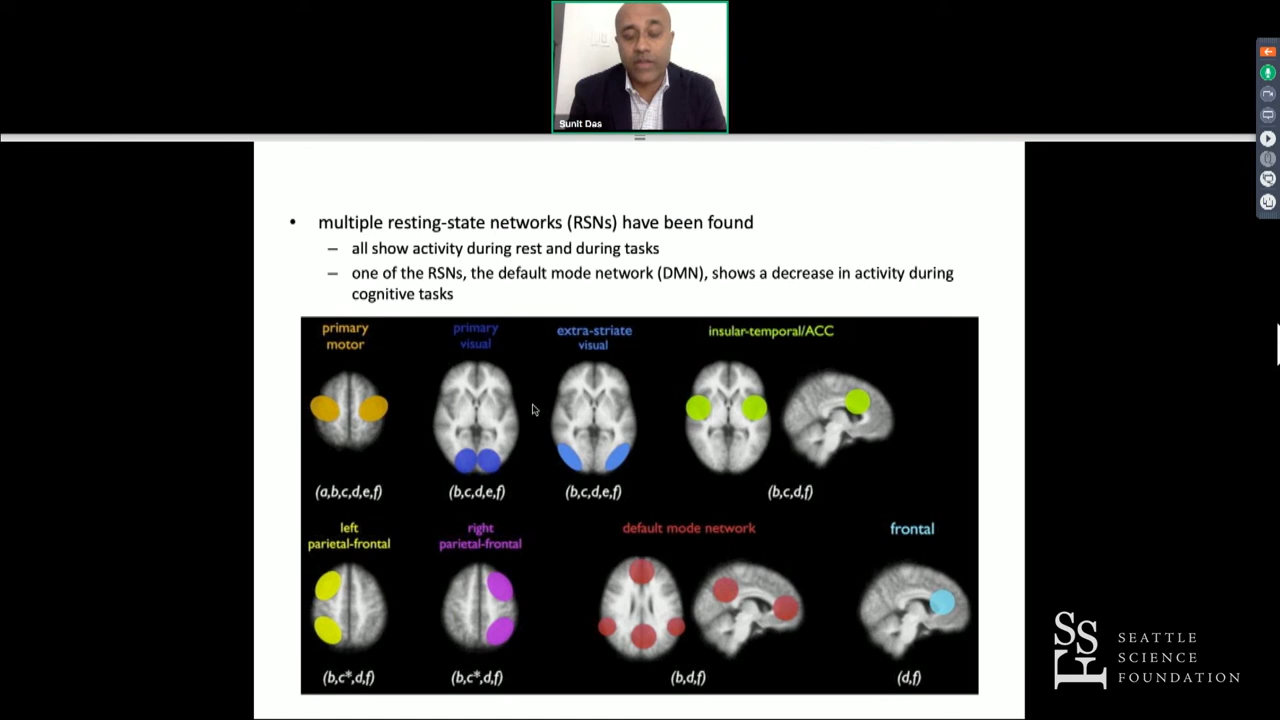 Sunit Das
• multiple resting-state networks (RSNs) have been found
– all show activity during rest and during tasks
– one of the RSNs, the default mode network (DMN), shows a decrease in activity during
cognitive tasks
primary
motor
primary
visual
extra-striate
visual
insular-temporal/ACC
(a,b,c,d,e,f)
(b,c,d,e,f)
(b,c,d,e,f)
(b,c,d,f)
left
parietal-frontal
right
parietal-frontal
default mode network
frontal
(b,c*,d,f)
(b,c*,d,f)
(b,d,f)
(d,f)
SSF
SEATTLE
SCIENCE
FOUNDATION